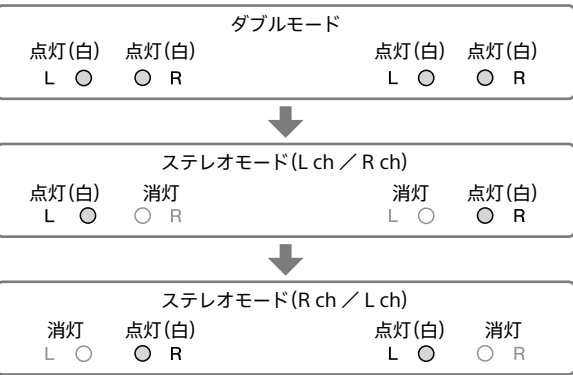 ダブルモード
点灯(白) 点灯(白) 点灯(白) 点灯(白)
L R L R
ステレオモード(L ch / R ch)
点灯(白) 消灯 消灯 点灯(白)
L R L R
ステレオモード(R ch / L ch)
消灯 点灯(白) 点灯(白) 消灯
L R L R